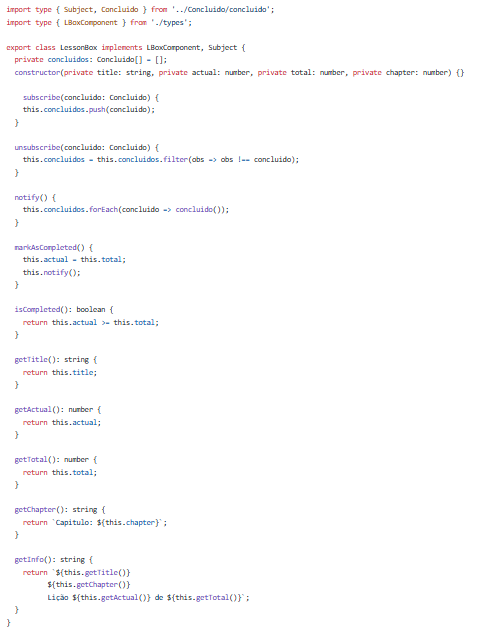 import type { Subject, Concluido } from '../Concluido/concluido';
import type { LBoxComponent } from './types';

export class LessonBox implements LBoxComponent, Subject {
  private concluidos: Concluido[] = [];
  constructor(private title: string, private actual: number, private total: number, private chapter: number) {}

    subscribe(concluido: Concluido) {
    this.concluidos.push(concluido);
  }

  unsubscribe(concluido: Concluido) {
    this.concluidos = this.concluidos.filter(obs => obs !== concluido);
  }

  notify() {
    this.concluidos.forEach(concluido => concluido());
  }

  markAsCompleted() {
    this.actual = this.total;
    this.notify();
  }

  isCompleted(): boolean {
    return this.actual >= this.total;
  }

  getTitle(): string {
    return this.title;
  }

  getActual(): number {
    return this.actual;
  }

  getTotal(): number {
    return this.total;
  }

  getChapter(): string {
    return `Capítulo: ${this.chapter}`;
  }

  getInfo(): string {
    return `${this.getTitle()}
          ${this.getChapter()}
          Lição ${this.getActual()} de ${this.getTotal()}`;
  }
}